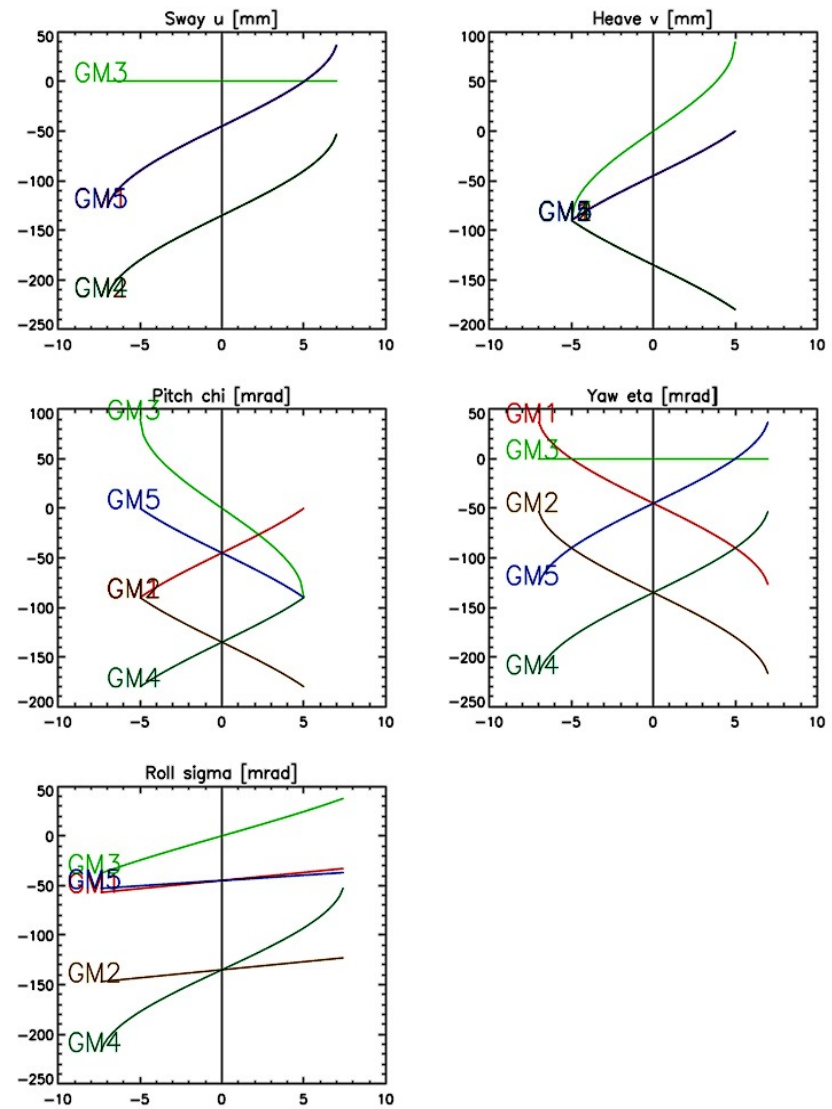 Sway u [mm]
50
0
−50
−100
−150
−200
−250
−10 −5 0 5 10
GM3
GM5
GM4
Heave v [mm]
100
50
0
−50
−100
−150
−200
−10 −5 0 5 10
Pitch chi [mrad]
100
50
0
−50
−100
−150
−200
−10 −5 0 5 10
GM3
GM5
GM4
Yaw eta [mrad]
50
0
−50
−100
−150
−200
−250
−10 −5 0 5 10
GM1
GM3
GM2
GM5
GM4
Roll sigma [mrad]
50
0
−50
−100
−150
−200
−250
−10 −5 0 5 10
GM3
GM5
GM2
GM4